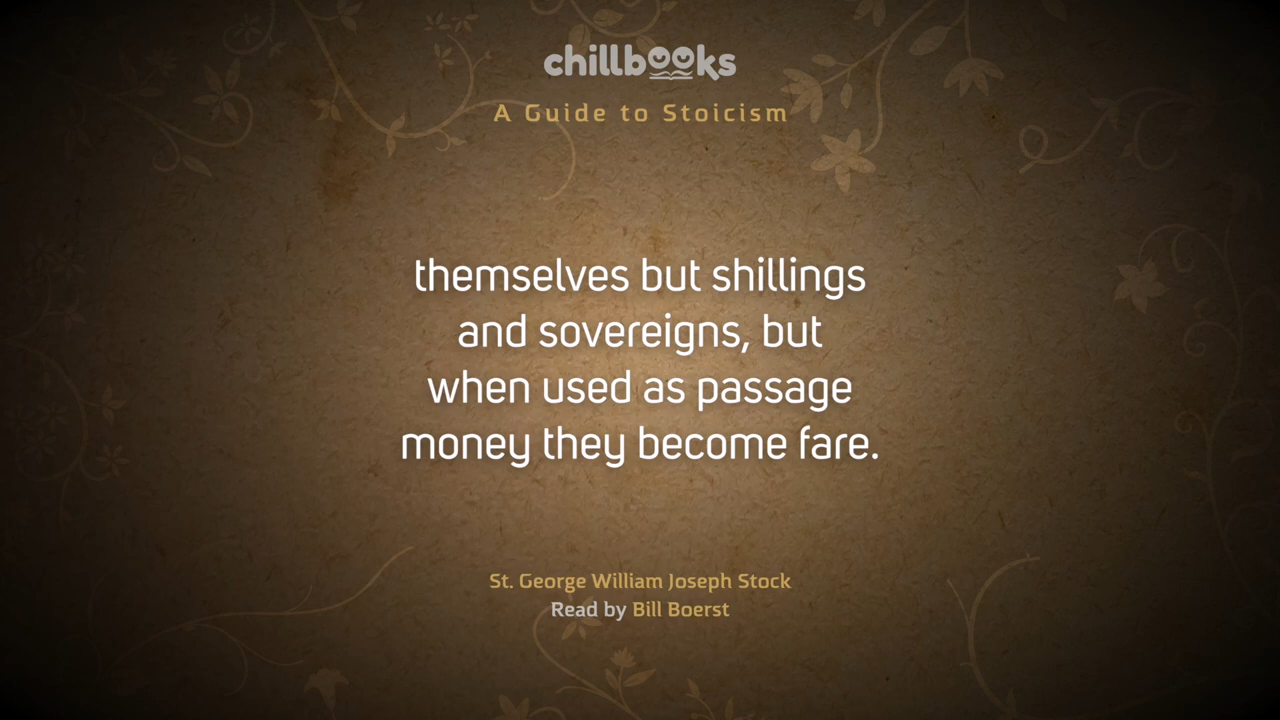 chillbooks
A Guide to Stoicism
themselves but shillings
and sovereigns, but
when used as passage
money they become fare.
St. George William Joseph Stock
Read by Bill Boerst